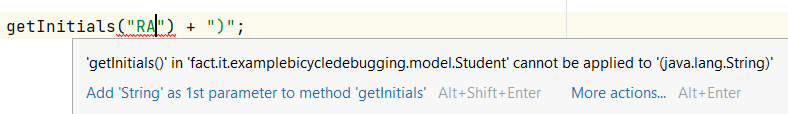 getInitials("RA") + ")";
'getInitials()' in 'fact.it.examplebicycledebugging.model.Student' cannot be applied to '(java.lang.String)'
Add 'String' as 1st parameter to method 'getInitials' Alt+Shift+Enter More actions... Alt+Enter